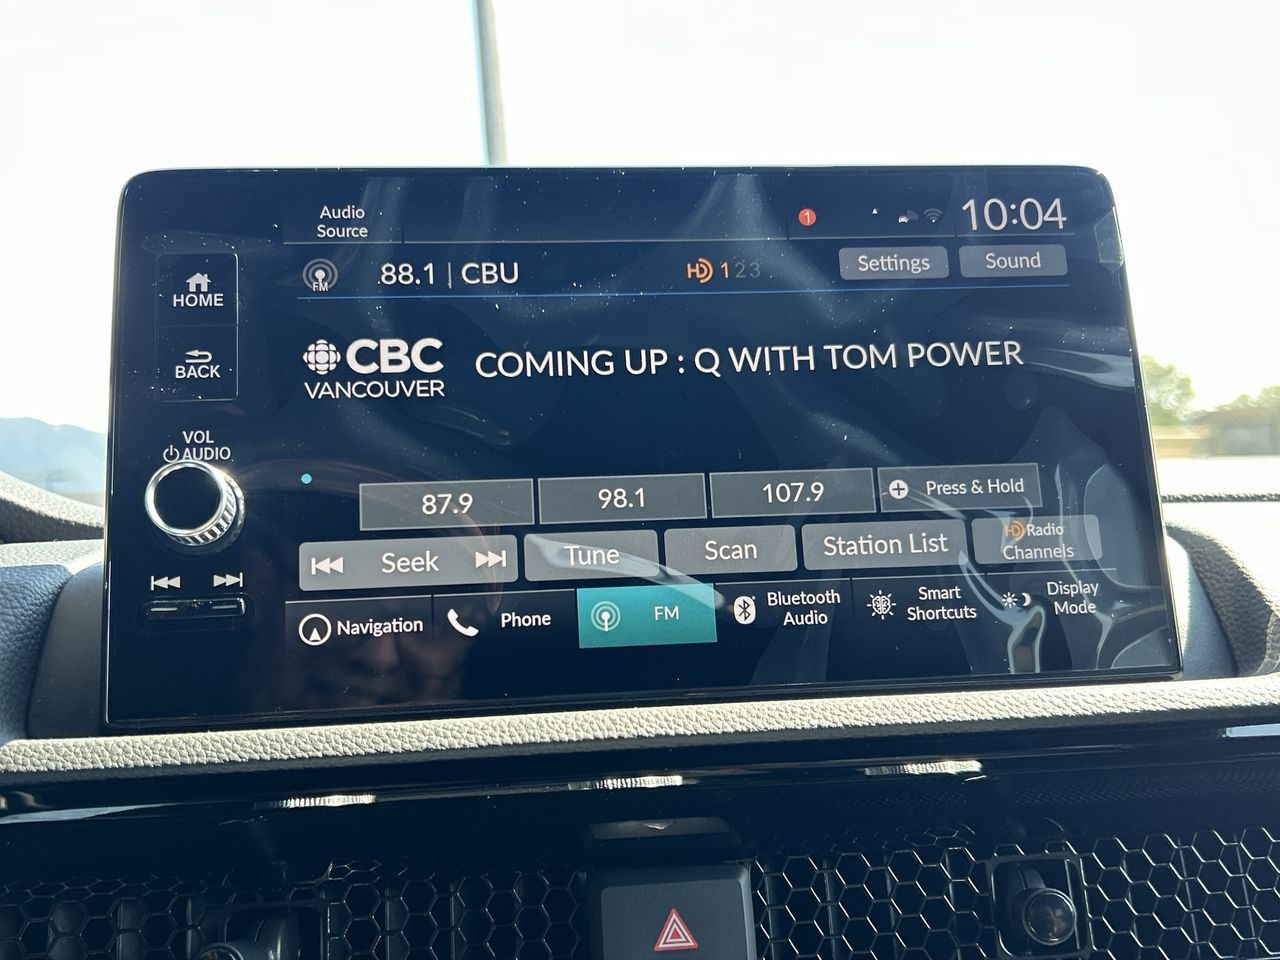 Audio
Source
1
10:04
FM
88.1 | CBU
HD 1 2 3
Settings
Sound
HOME
BACK
CBC
VANCOUVER
COMING UP : Q WITH TOM POWER
VOL
AUDIO
87.9
98.1
107.9
Press & Hold
Seek
Tune
Scan
Station List
HD Radio
Channels
Navigation
Phone
FM
Bluetooth
Audio
Smart
Shortcuts
Display
Mode